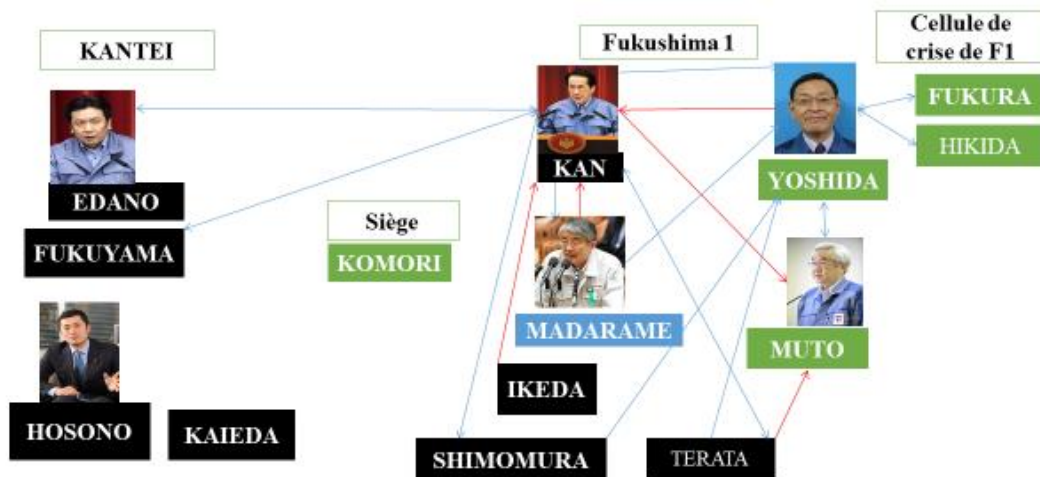 KANTEI
Fukushima 1
Cellule de
crise de F1
FUKURA
HIKIDA
KAN
YOSHIDA
EDANO
FUKUYAMA
Siège
KOMORI
MADARAME
MUTO
IKEDA
HOSONO
KAIEDA
SHIMOMURA
TERATA